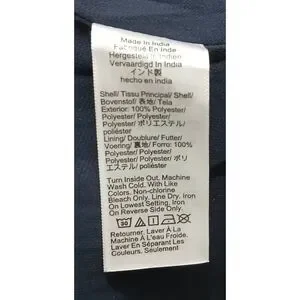 Made In India
Fabriqué En Inde
Hergestellt in Indien
Vervaardigd In India
インド製
hecho en India
Shell/ Tissu Principal/ Shell/
Bovenstof/ 表地/ Tela
Exterior: 100% Polyester/
Polyester/ Polyester/
Polyester/ ポリエステル/
poliéster
Lining/ Doublure/ Futter/
Voering/ 裏地/ Forro: 100%
Polyester/ Polyester/
Polyester/ Polyester/ ポリ
エステル/ poliéster
Turn Inside Out. Machine
Wash Cold. With Like
Colors. Non-chlorine
Bleach Only. Line Dry. Iron
On Lowest Setting. Iron
On Reverse Side Only.
Retourner. Laver À La
Machine À L'eau Froide.
Laver En Séparant Les
Couleurs. Seulement